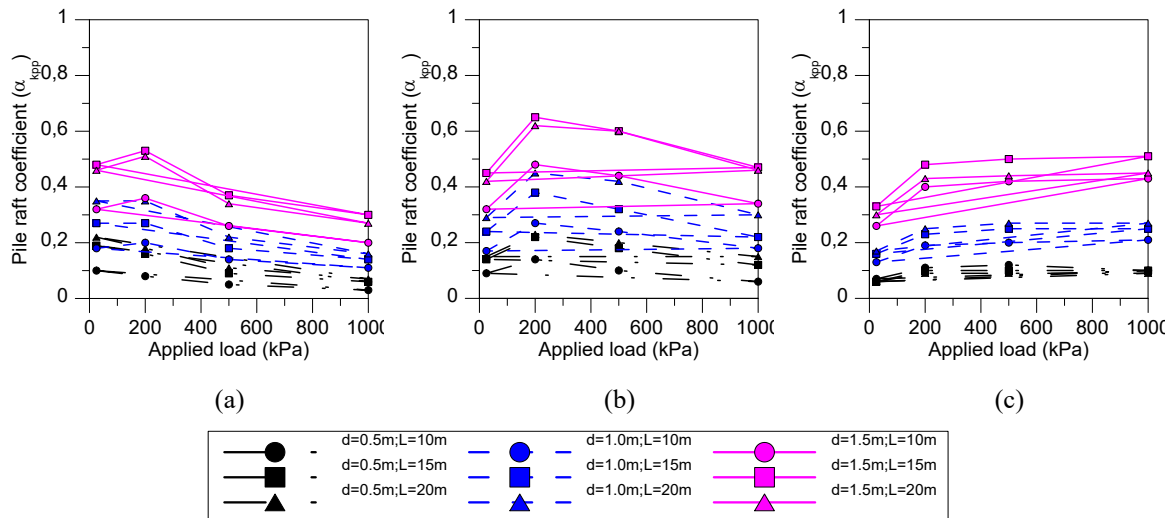 1
0,8
0,6
0,4
0,2
0
Pile raft coefficient (αkpp)
0 200 400 600 800 1000
Applied load (kPa)
(a)
1
0,8
0,6
0,4
0,2
0
Pile raft coefficient (αkpp)
0 200 400 600 800 1000
Applied load (kPa)
(b)
1
0,8
0,6
0,4
0,2
0
Pile raft coefficient (αkpp)
0 200 400 600 800 1000
Applied load (kPa)
(c)
d=0.5m;L=10m d=1.0m;L=10m d=1.5m;L=10m
d=0.5m;L=15m d=1.0m;L=15m d=1.5m;L=15m
d=0.5m;L=20m d=1.0m;L=20m d=1.5m;L=20m